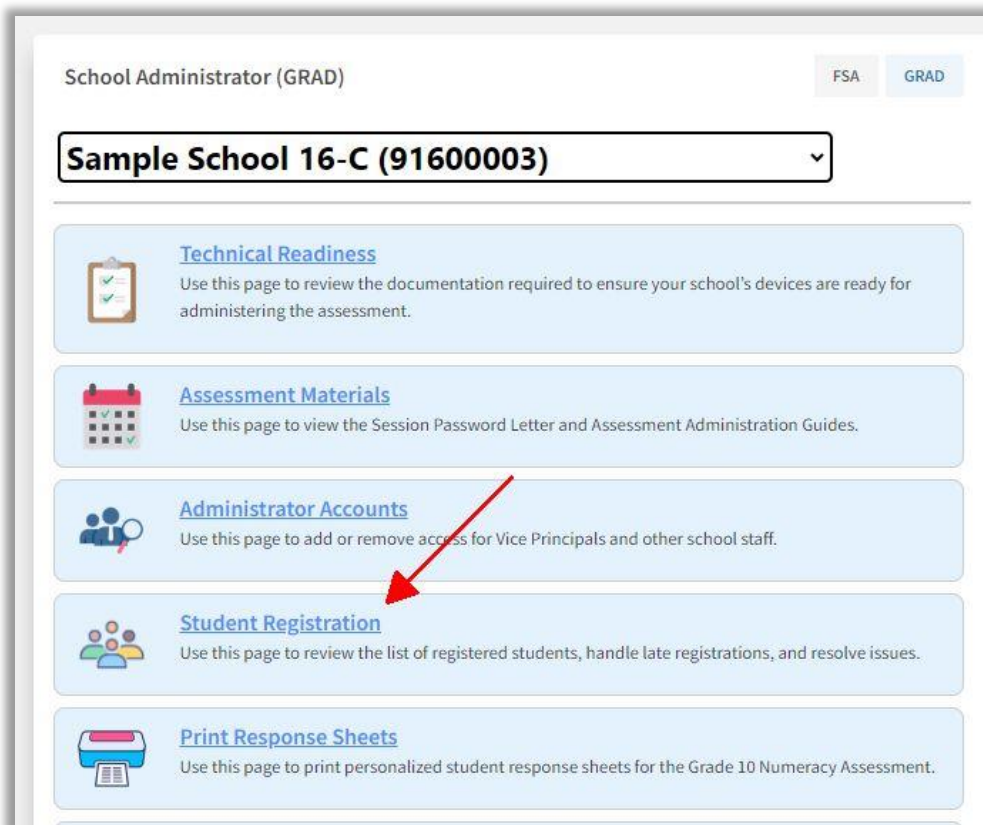 School Administrator (GRAD)
FSA
GRAD
Sample School 16-C (91600003)
Technical Readiness
Use this page to review the documentation required to ensure your school’s devices are ready for
administering the assessment.
Assessment Materials
Use this page to view the Session Password Letter and Assessment Administration Guides.
Administrator Accounts
Use this page to add or remove access for Vice Principals and other school staff.
Student Registration
Use this page to review the list of registered students, handle late registrations, and resolve issues.
Print Response Sheets
Use this page to print personalized student response sheets for the Grade 10 Numeracy Assessment.